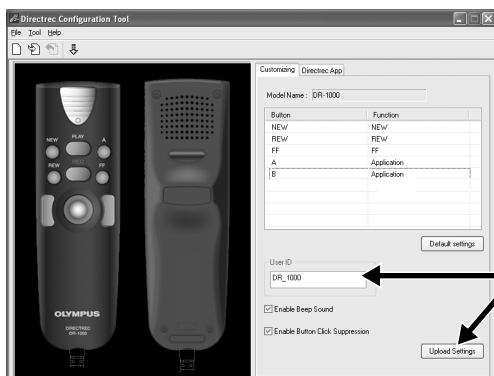 Directrec Configuration Tool
File Tool Help
Customizing Directrec App
Model Name : DR-1000
Button Function
NEW NEW
REW REW
FF FF
A Application
B Application
Default settings
User ID
DR_1000
Enable Beep Sound
Enable Button Click Suppression
Upload Settings
NEW PLAY A
REW REC FF
OLYMPUS
DIRECTREC
DR-1000